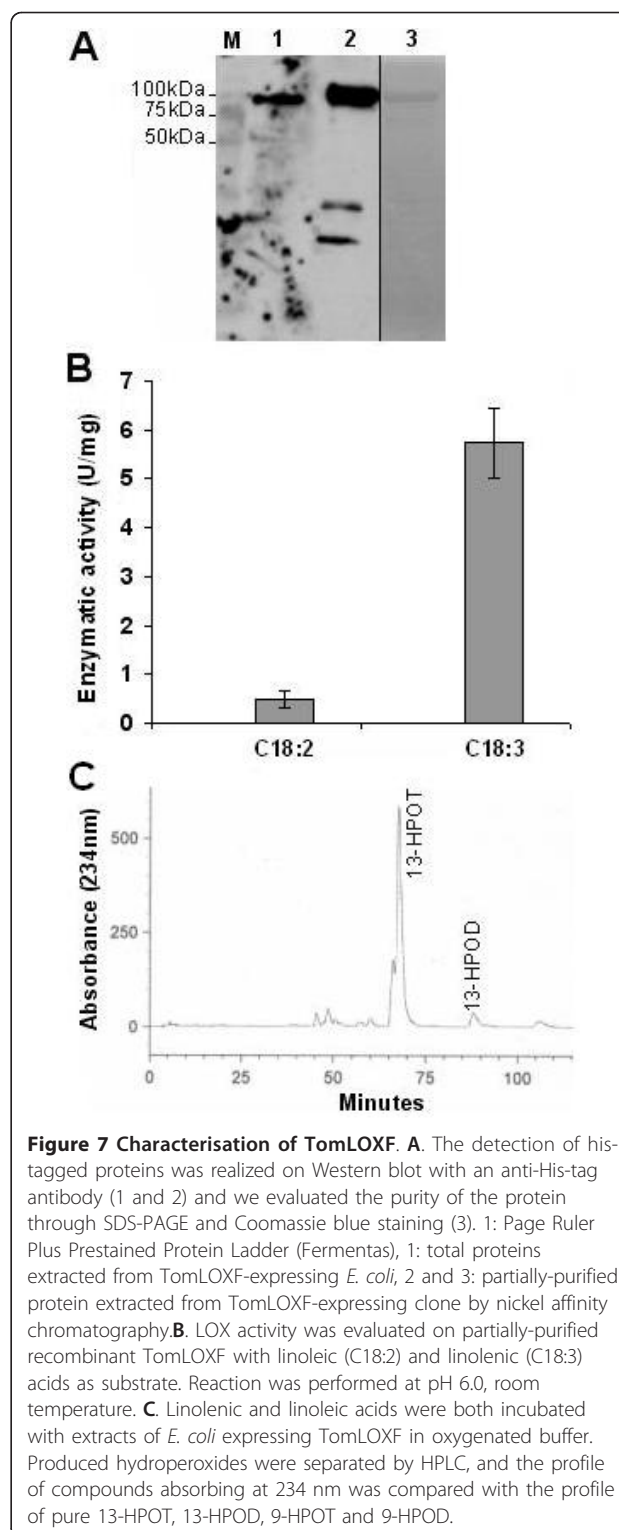 A
M 1 2 3
100kDa
75kDa
50kDa
B
Enzymatic activity (U/mg)
7
6
5
4
3
2
1
0
C18:2 C18:3
C
Absorbance (234nm)
500
250
0
13-HPOT
13-HPOD
0 25 50 75 100
Minutes
Figure 7 Characterisation of TomLOXF. A. The detection of his-
tagged proteins was realized on Western blot with an anti-His-tag
antibody (1 and 2) and we evaluated the purity of the protein
through SDS-PAGE and Coomassie blue staining (3). 1: Page Ruler
Plus Prestained Protein Ladder (Fermentas), 1: total proteins
extracted from TomLOXF-expressing E. coli, 2 and 3: partially-purified
protein extracted from TomLOXF-expressing clone by nickel affinity
chromatography.B. LOX activity was evaluated on partially-purified
recombinant TomLOXF with linoleic (C18:2) and linolenic (C18:3)
acids as substrate. Reaction was performed at pH 6.0, room
temperature. C. Linolenic and linoleic acids were both incubated
with extracts of E. coli expressing TomLOXF in oxygenated buffer.
Produced hydroperoxides were separated by HPLC, and the profile
of compounds absorbing at 234 nm was compared with the profile
of pure 13-HPOT, 13-HPOD, 9-HPOT and 9-HPOD.